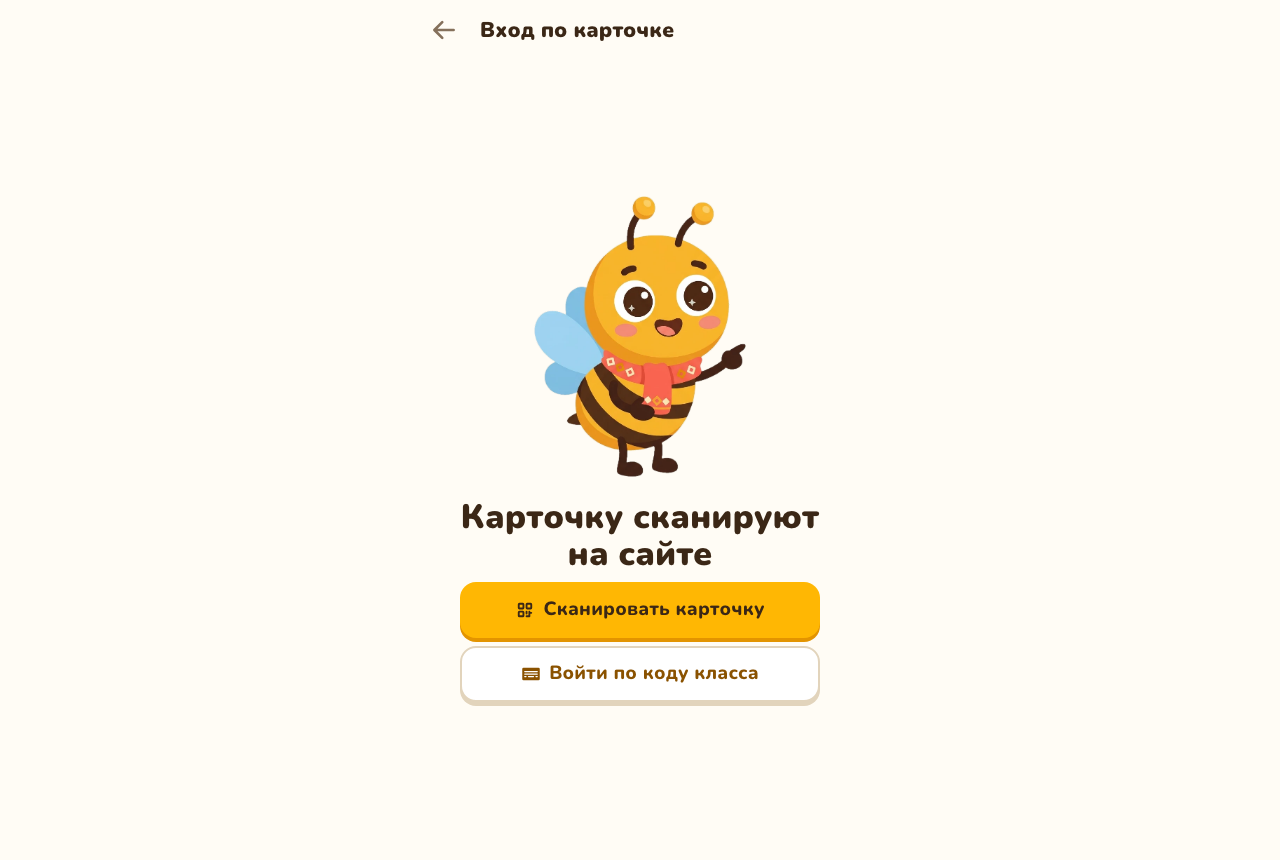 Вход по карточке
Карточку сканируют
на сайте
Сканировать карточку
Войти по коду класса